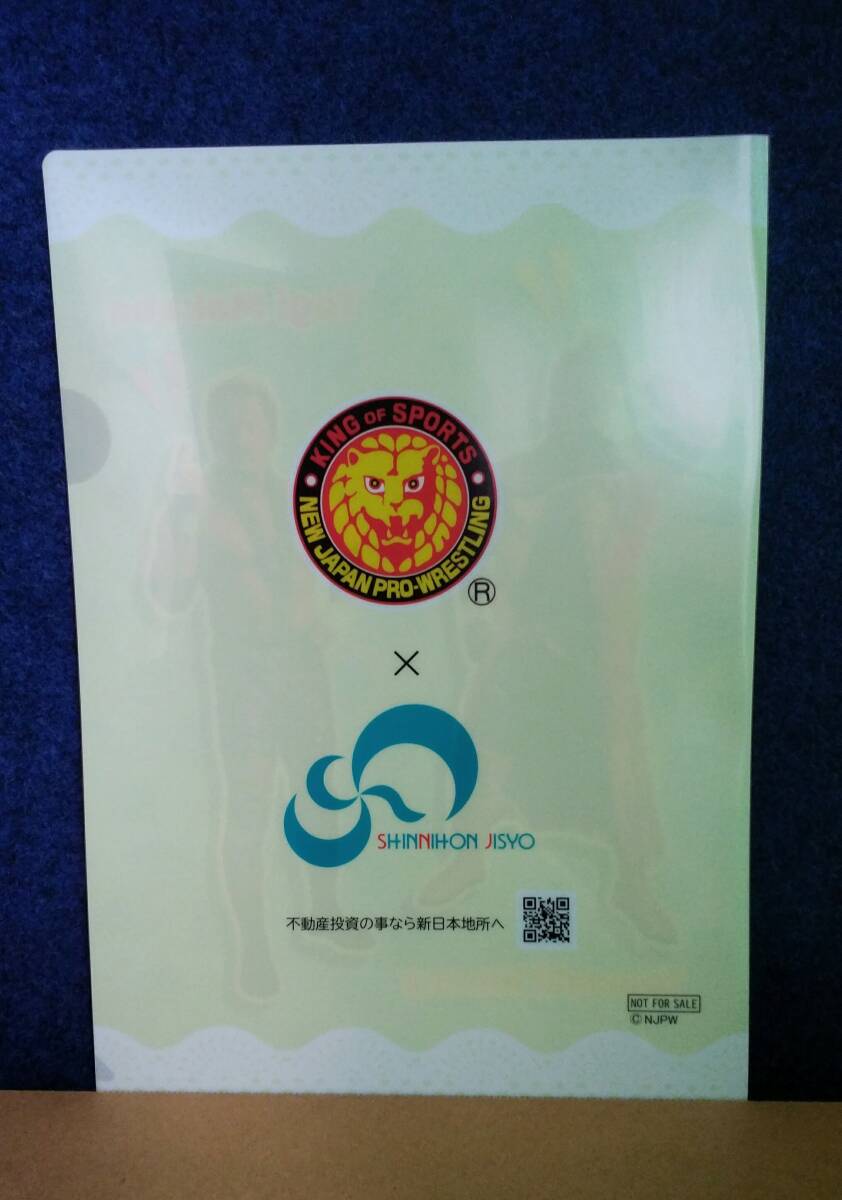 KING OF SPORTS
NEW JAPAN PRO-WRESTLING
®
×
SHINNIHON JISYO
不動産投資の事なら新日本地所へ
NOT FOR SALE
© NJPW